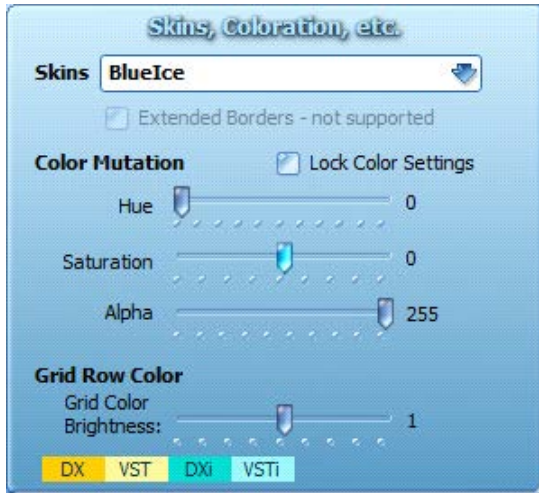 Skins, Coloration, etc.
Skins BlueIce
Extended Borders - not supported
Color Mutation Lock Color Settings
Hue 0
Saturation 0
Alpha 255
Grid Row Color
Grid Color
Brightness: 1
DX VST DXi VSTi